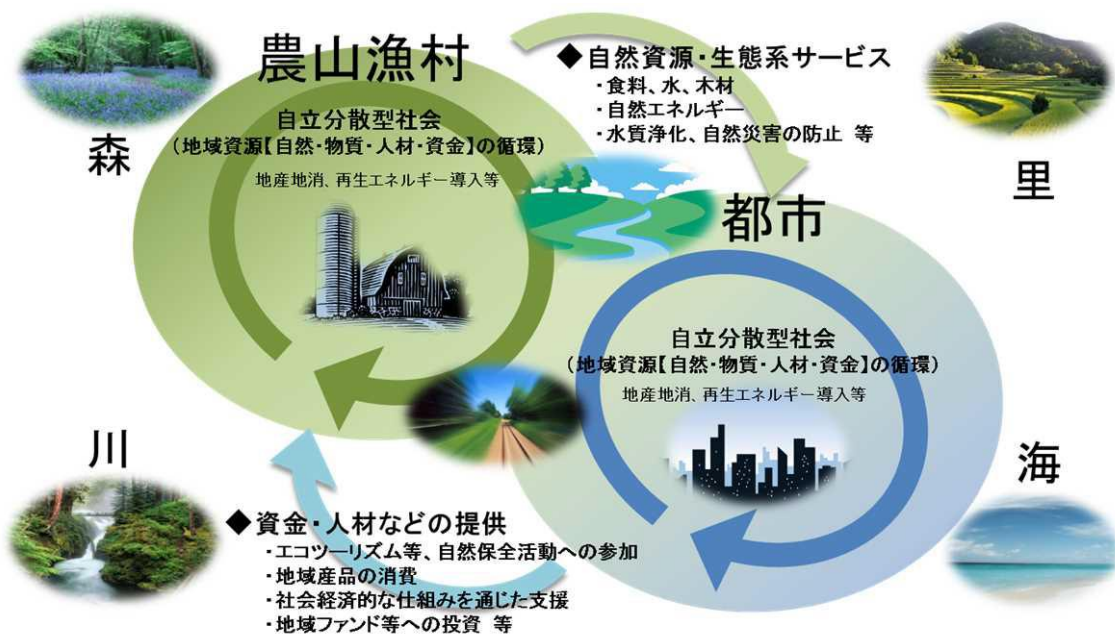 農山漁村
◆自然資源・生態系サービス
・食料、水、木材
・自然エネルギー
・水質浄化、自然災害の防止 等
森
自立分散型社会
(地域資源【自然・物質・人材・資金】の循環)
地産地消、再生エネルギー導入等
里
都市
自立分散型社会
(地域資源【自然・物質・人材・資金】の循環)
地産地消、再生エネルギー導入等
川
海
◆資金・人材などの提供
・エコツーリズム等、自然保全活動への参加
・地域産品の消費
・社会経済的な仕組みを通じた支援
・地域ファンド等への投資 等